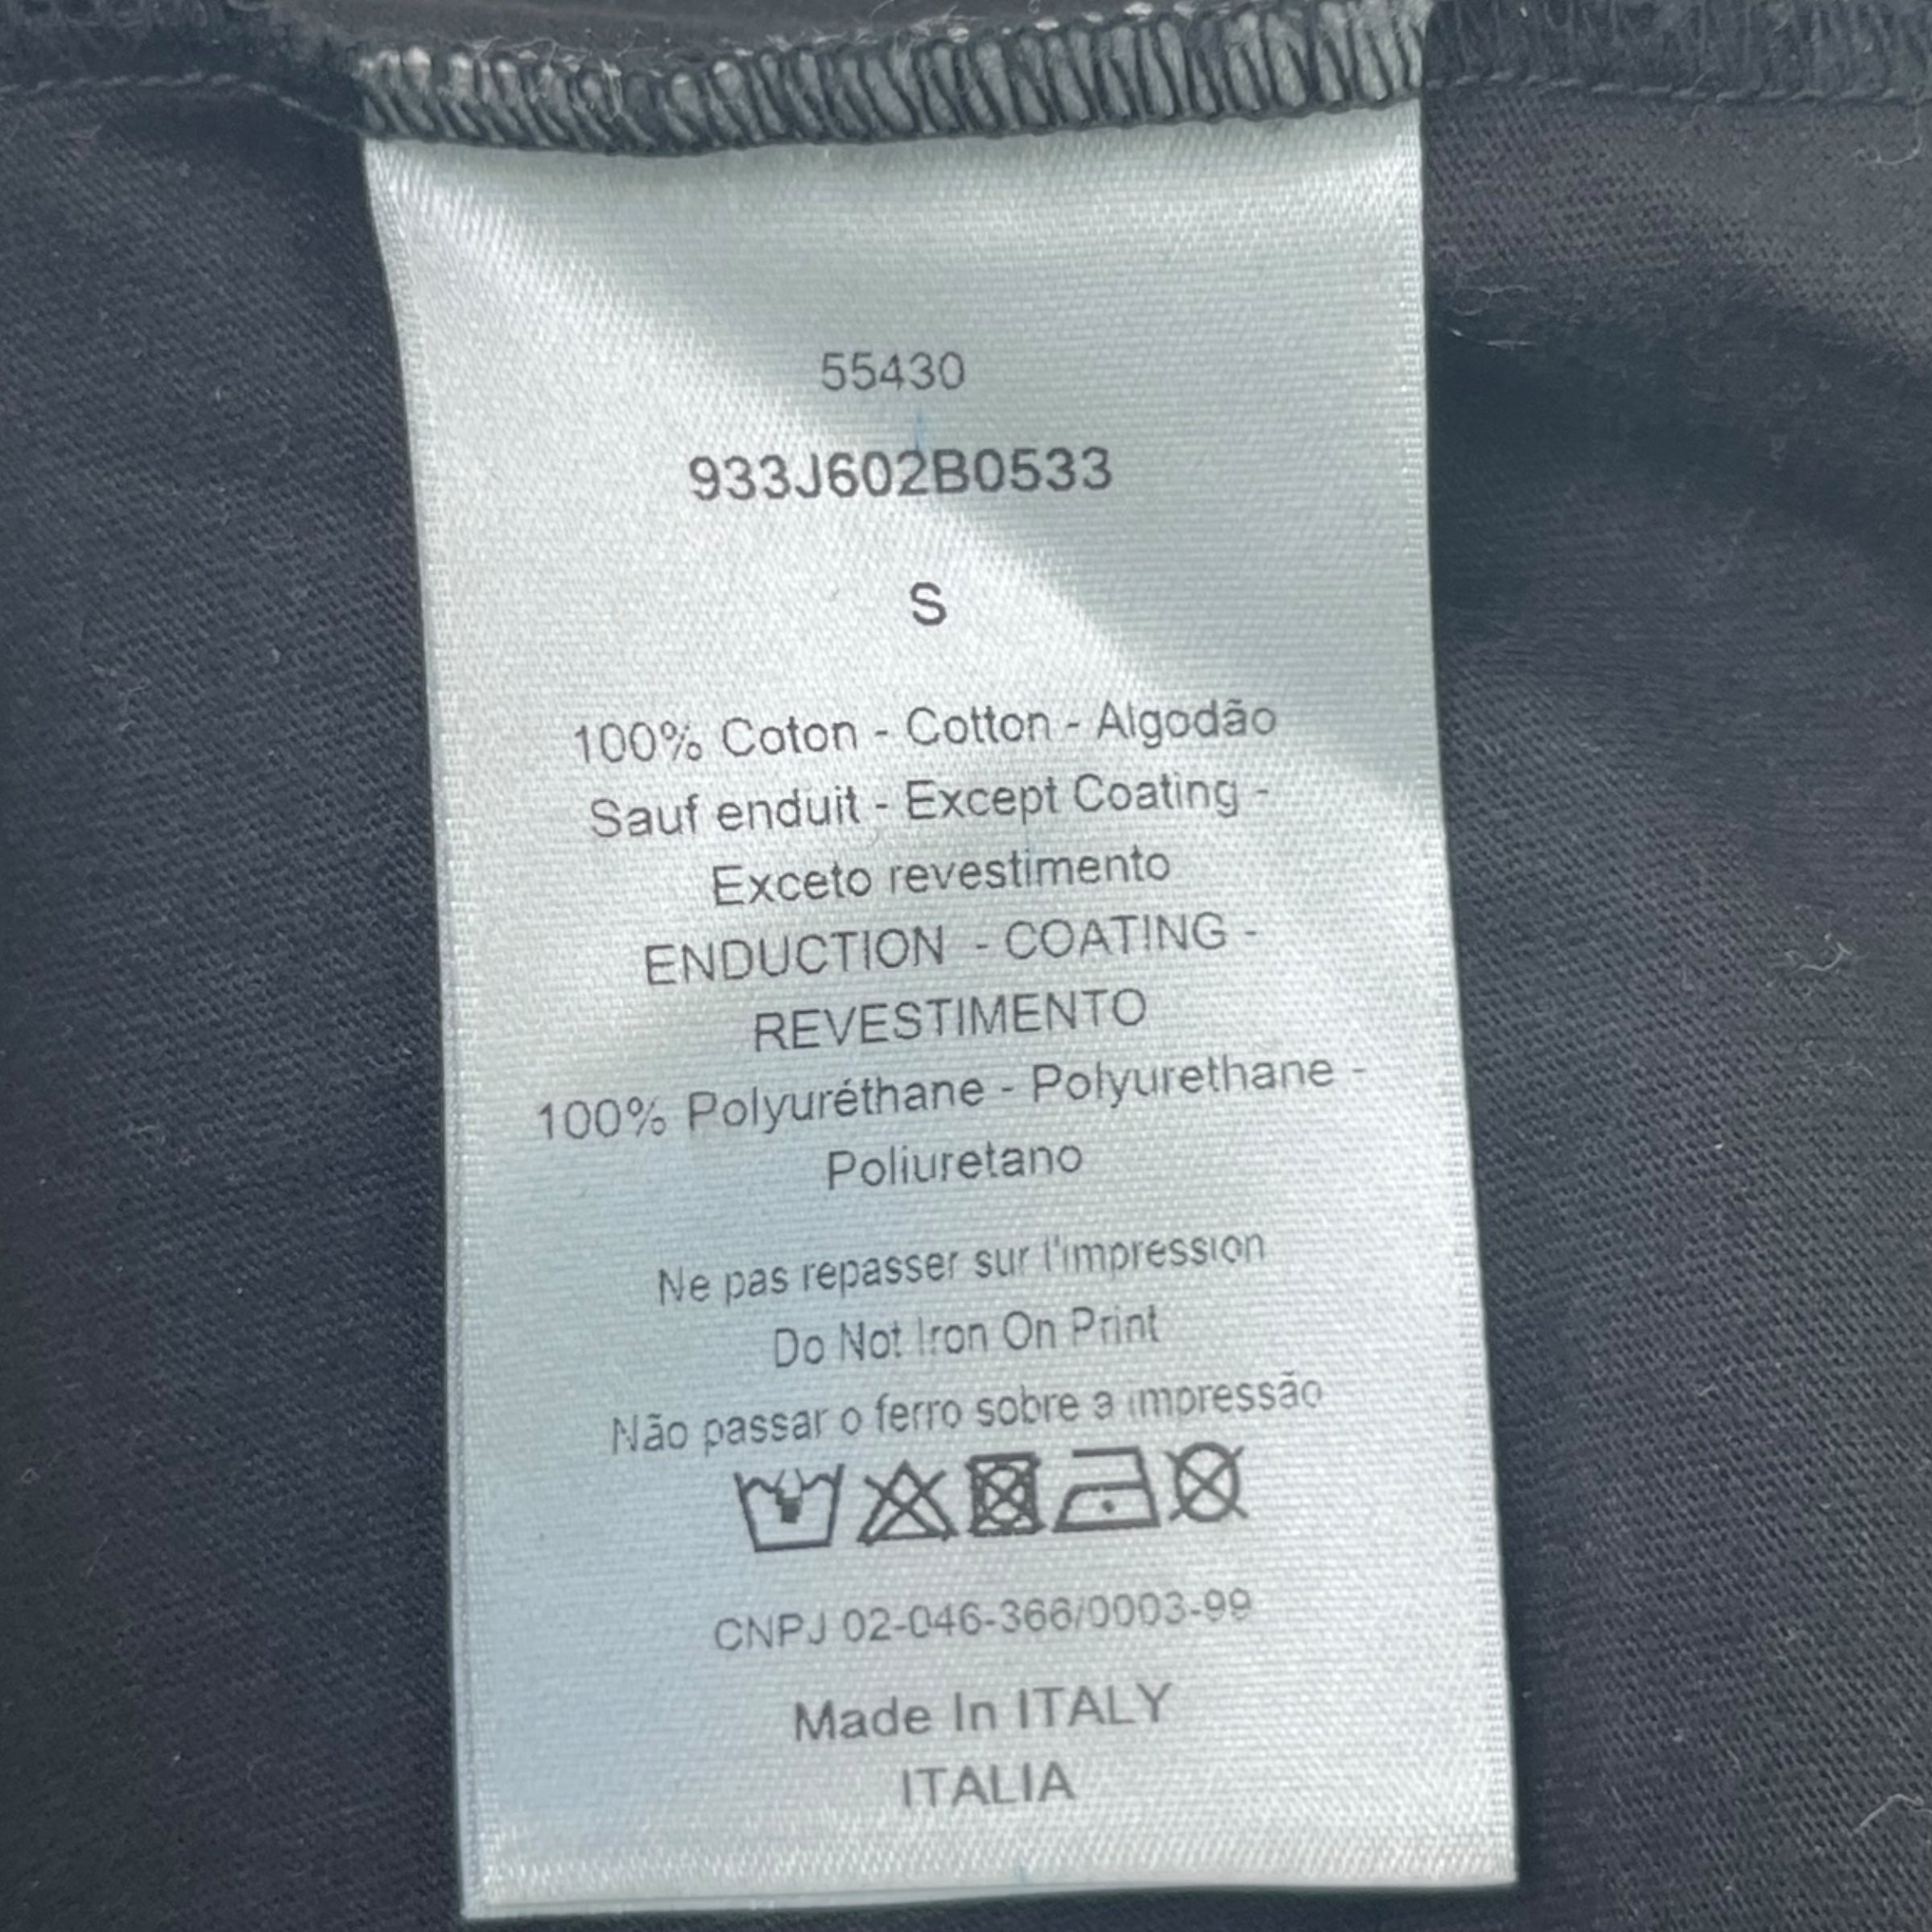 55430
933J602B0533
S
100% Coton - Cotton - Algodão
Sauf enduit - Except Coating -
Exceto revestimento
ENDUCTION - COATING -
REVESTIMENTO
100% Polyuréthane - Polyurethane -
Poliuretano
Ne pas repasser sur l'impression
Do Not Iron On Print
Não passar o ferro sobre a impressão
CNPJ 02-046-366/0003-99
Made In ITALY
ITALIA